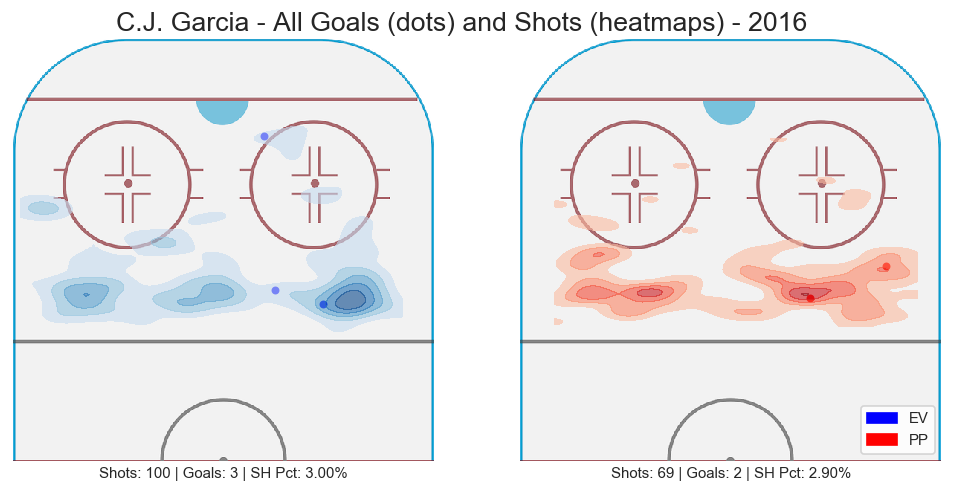 C.J. Garcia - All Goals (dots) and Shots (heatmaps) - 2016
EV
PP
Shots: 100 | Goals: 3 | SH Pct: 3.00%
Shots: 69 | Goals: 2 | SH Pct: 2.90%